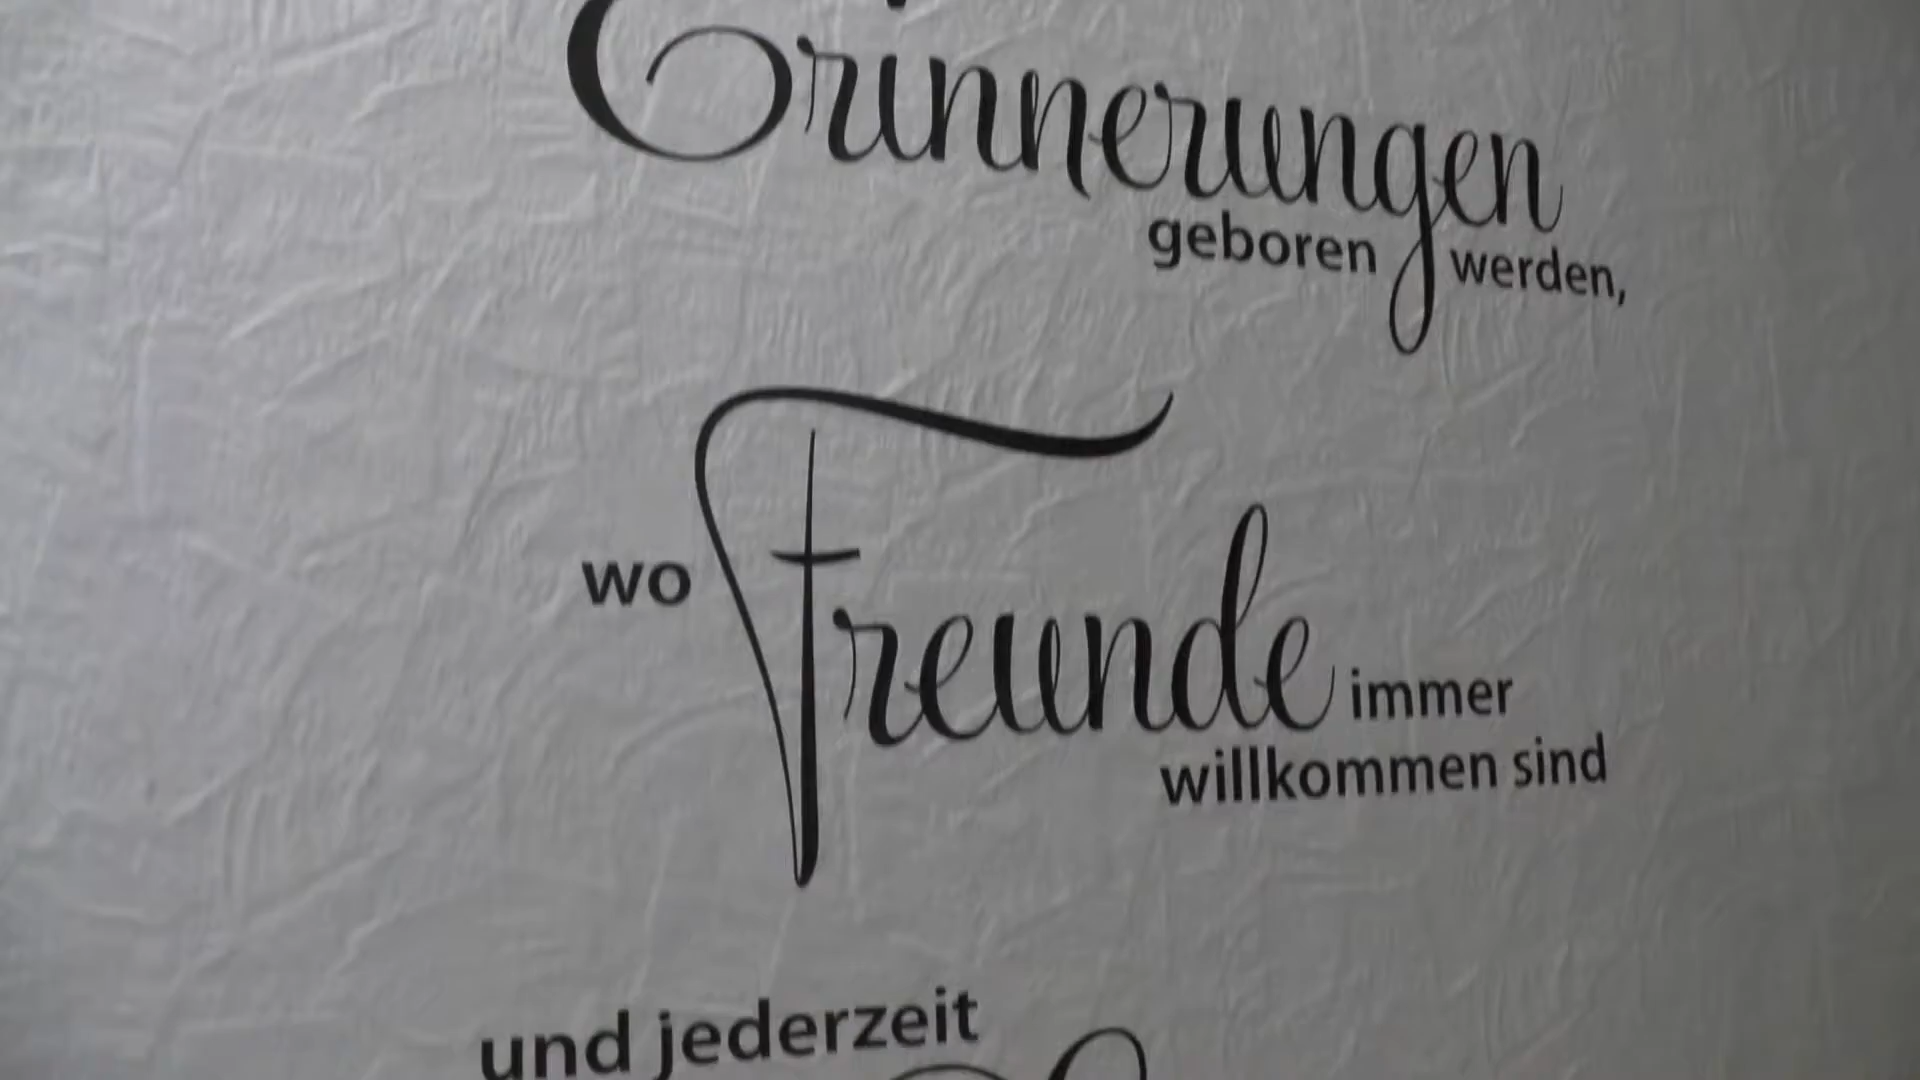 Erinnerungen
geboren werden,
wo Freunde immer
willkommen sind
und jederzeit